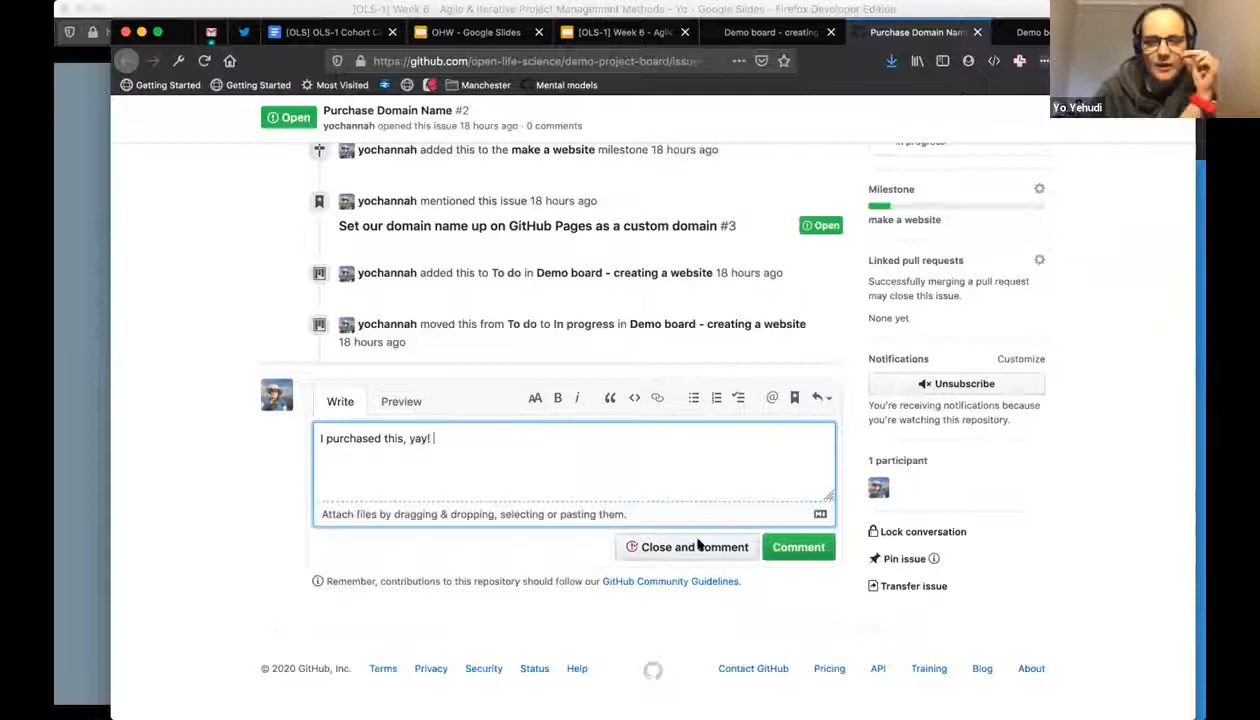 [OLS-1] Week 6 - Agile & Iterative Project Management Methods - Yo - Google Slides - Firefox Developer Edition
[OLS] OLS-1 Cohort C
OHW - Google Slides
[OLS-1] Week 6 - Agil
Demo board - creating
Purchase Domain Nam
Demo b
https://github.com/open-life-science/demo-project-board/issu
Getting Started
Getting Started
Most Visited
Manchester
Mental models
Yo Yehudi
Open
Purchase Domain Name #2
yochannah opened this issue 18 hours ago · 0 comments
yochannah added this to the make a website milestone 18 hours ago
yochannah mentioned this issue 18 hours ago
Set our domain name up on GitHub Pages as a custom domain #3
Open
yochannah added this to To do in Demo board - creating a website 18 hours ago
yochannah moved this from To do to In progress in Demo board - creating a website
18 hours ago
Write
Preview
I purchased this, yay!
Attach files by dragging & dropping, selecting or pasting them.
Close and comment
Comment
Remember, contributions to this repository should follow our GitHub Community Guidelines.
In progress
Milestone
make a website
Linked pull requests
Successfully merging a pull request
may close this issue.
None yet
Notifications
Customize
Unsubscribe
You're receiving notifications because
you're watching this repository.
1 participant
Lock conversation
Pin issue
Transfer issue
© 2020 GitHub, Inc.
Terms
Privacy
Security
Status
Help
Contact GitHub
Pricing
API
Training
Blog
About